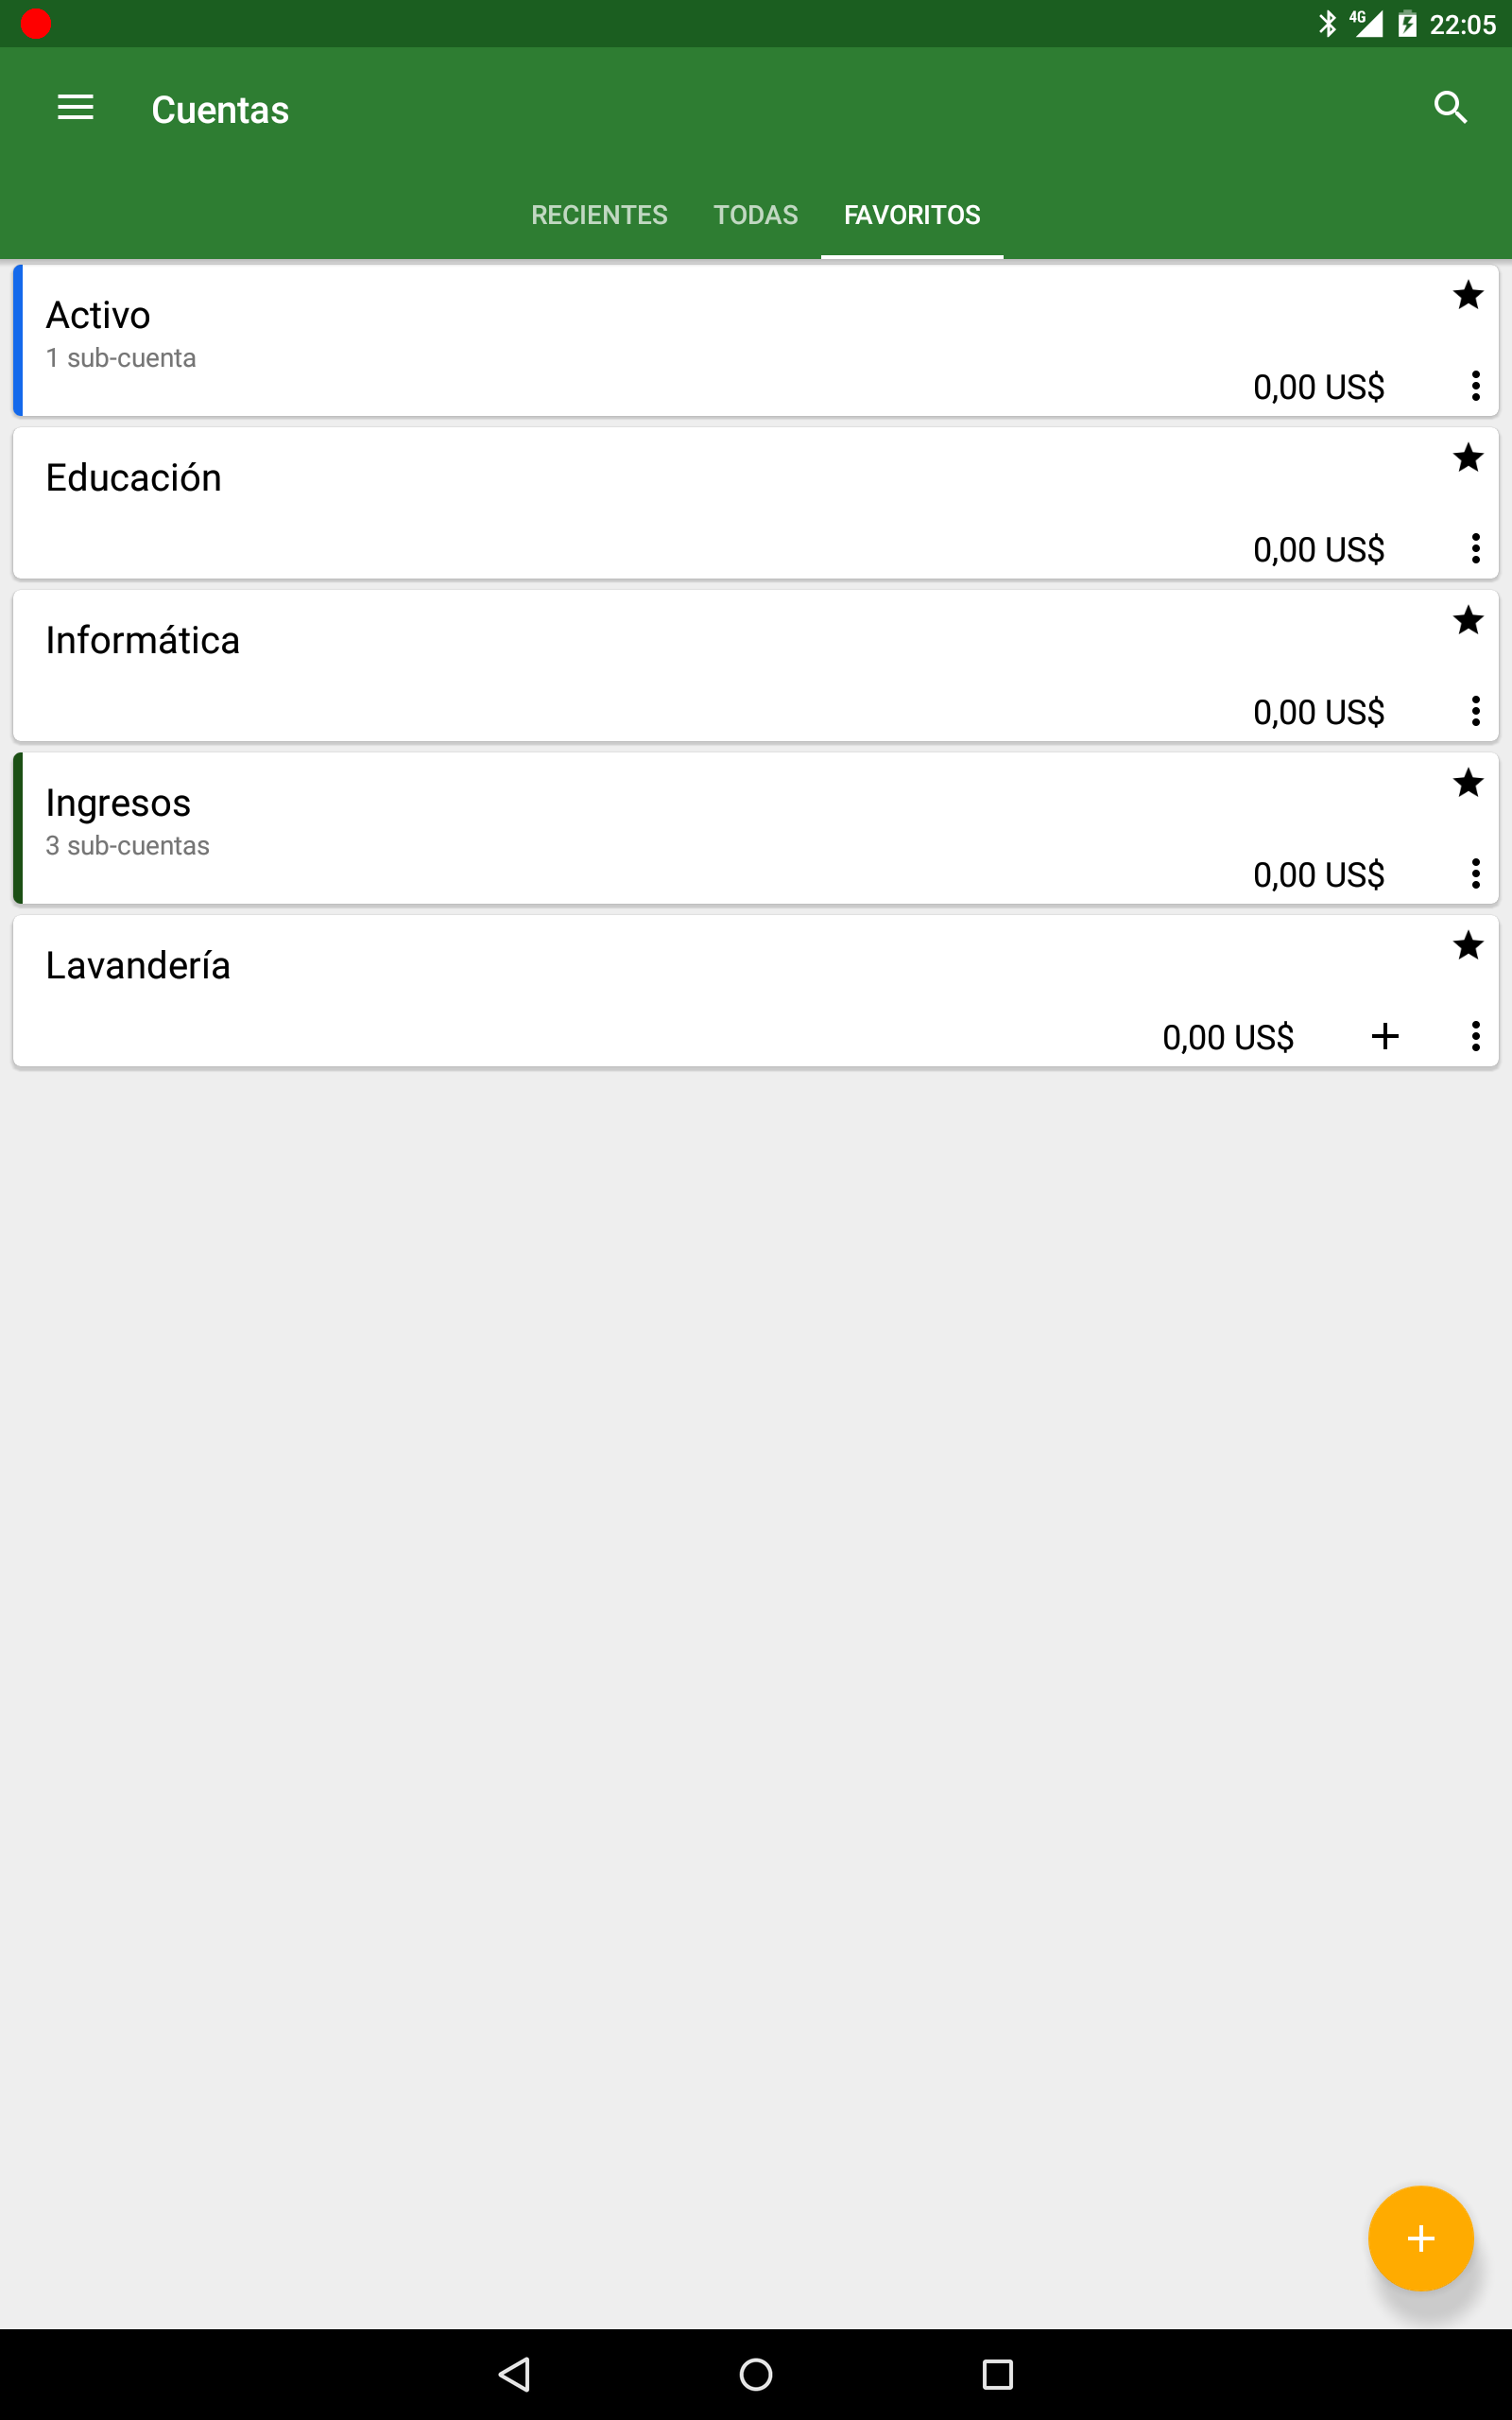 4G 22:05
Cuentas
RECIENTES TODAS FAVORITOS
Activo
1 sub-cuenta
0,00 US$
Educación
0,00 US$
Informática
0,00 US$
Ingresos
3 sub-cuentas
0,00 US$
Lavandería
0,00 US$